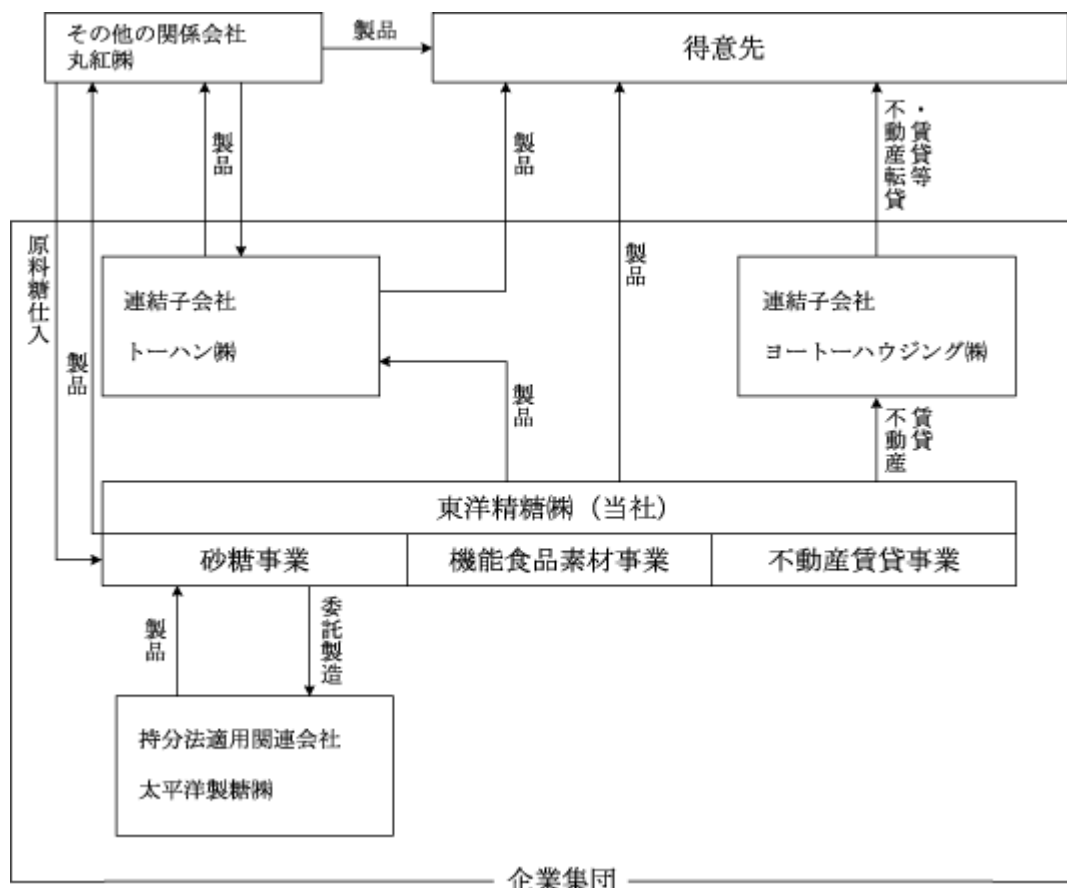 その他の関係会社
丸紅㈱
製品
得意先
製品
製品
製品
不動産転貸
・賃貸等
原料糖仕入
製品
製品
連結子会社
トーハン㈱
連結子会社
ヨートーハウジング㈱
製品
不動産
賃貸
東洋精糖㈱（当社）
砂糖事業
機能食品素材事業
不動産賃貸事業
製品
委託製造
持分法適用関連会社
太平洋製糖㈱
企業集団